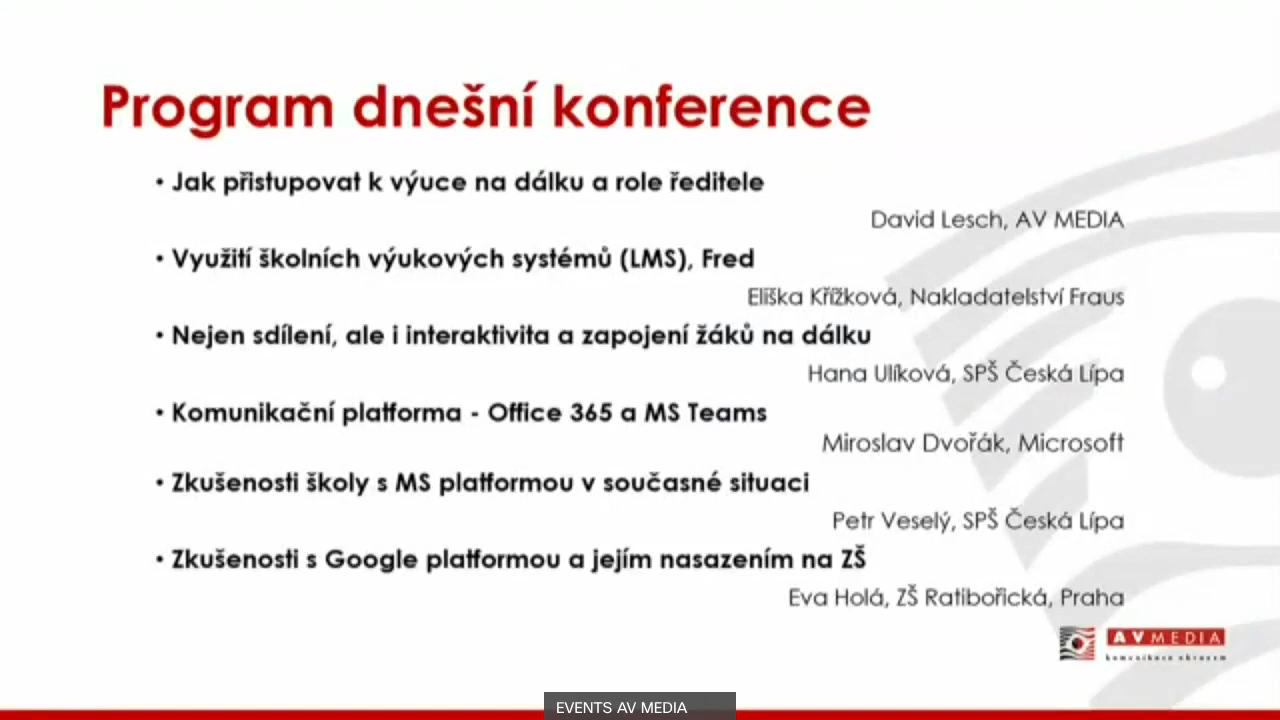 Program dnešní konference
• Jak přistupovat k výuce na dálku a role ředitele
David Lesch, AV MEDIA
• Využití školních výukových systémů (LMS), Fred
Eliška Křížková, Nakladatelství Fraus
• Nejen sdílení, ale i interaktivita a zapojení žáků na dálku
Hana Ulíková, SPŠ Česká Lípa
• Komunikační platforma - Office 365 a MS Teams
Miroslav Dvořák, Microsoft
• Zkušenosti školy s MS platformou v současné situaci
Petr Veselý, SPŠ Česká Lípa
• Zkušenosti s Google platformou a jejím nasazením na ZŠ
Eva Holá, ZŠ Ratibořická, Praha
AV MEDIA
komunikace obrazem
EVENTS AV MEDIA